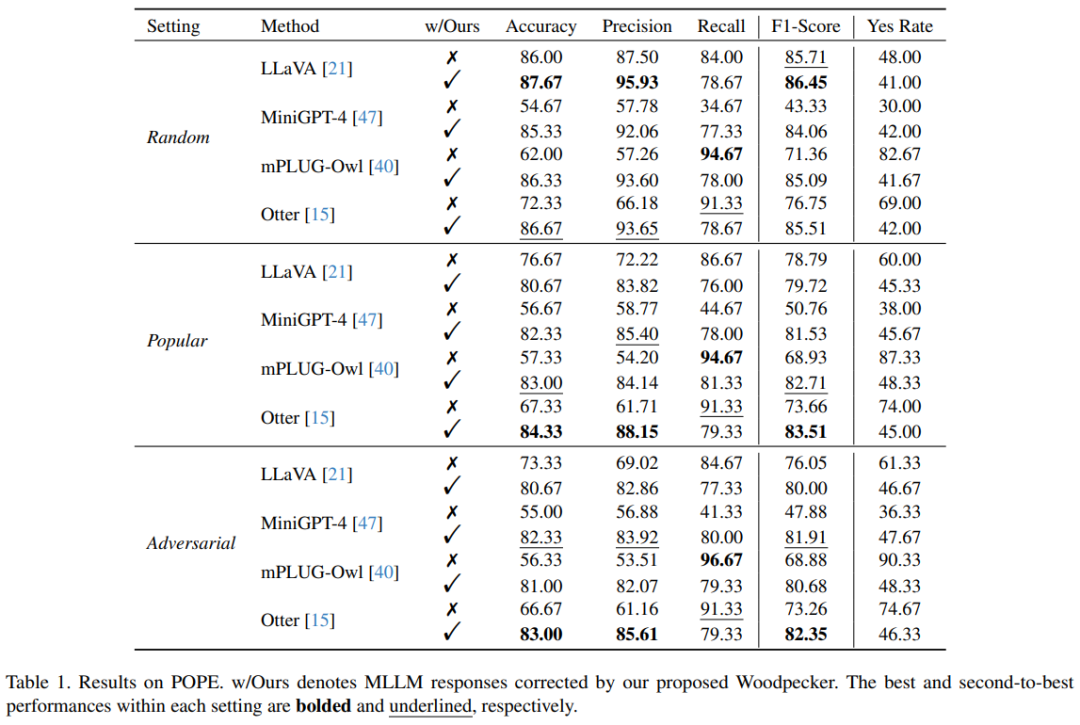 Setting Method w/Ours Accuracy Precision Recall F1-Score Yes Rate
Random LLaVA [21] ✗ 86.00 87.50 84.00 85.71 48.00
✓ 87.67 95.93 78.67 86.45 41.00
MiniGPT-4 [47] ✗ 54.67 57.78 34.67 43.33 30.00
✓ 85.33 92.06 77.33 84.06 42.00
mPLUG-Owl [40] ✗ 62.00 57.26 94.67 71.36 82.67
✓ 86.33 93.60 78.00 85.09 41.67
Otter [15] ✗ 72.33 66.18 91.33 76.75 69.00
✓ 86.67 93.65 78.67 85.51 42.00
Popular LLaVA [21] ✗ 76.67 72.22 86.67 78.79 60.00
✓ 80.67 83.82 76.00 79.72 45.33
MiniGPT-4 [47] ✗ 56.67 58.77 44.67 50.76 38.00
✓ 82.33 85.40 78.00 81.53 45.67
mPLUG-Owl [40] ✗ 57.33 54.20 94.67 68.93 87.33
✓ 83.00 84.14 81.33 82.71 48.33
Otter [15] ✗ 67.33 61.71 91.33 73.66 74.00
✓ 84.33 88.15 79.33 83.51 45.00
Adversarial LLaVA [21] ✗ 73.33 69.02 84.67 76.05 61.33
✓ 80.67 82.86 77.33 80.00 46.67
MiniGPT-4 [47] ✗ 55.00 56.88 41.33 47.88 36.33
✓ 82.33 83.92 80.00 81.91 47.67
mPLUG-Owl [40] ✗ 56.33 53.51 96.67 68.88 90.33
✓ 81.00 82.07 79.33 80.68 48.33
Otter [15] ✗ 66.67 61.16 91.33 73.26 74.67
✓ 83.00 85.61 79.33 82.35 46.33
Table 1. Results on POPE. w/Ours denotes MLLM responses corrected by our proposed Woodpecker. The best and second-to-best
performances within each setting are bolded and underlined, respectively.